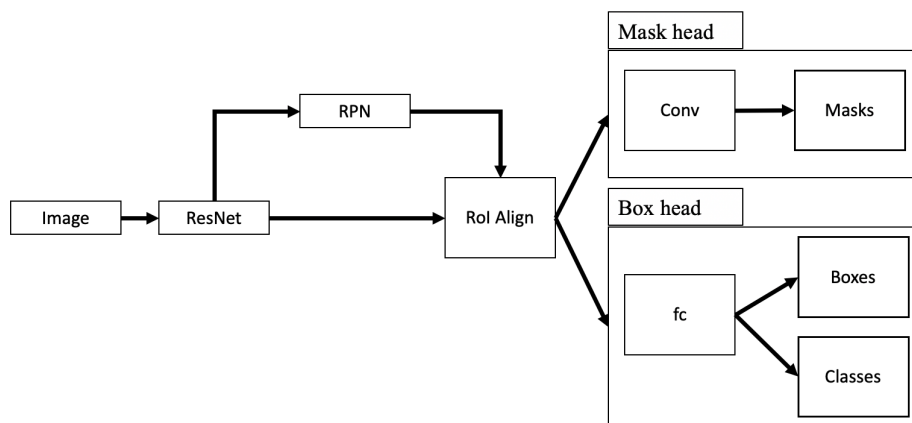 Mask head
Conv
Masks
RPN
Image
ResNet
RoI Align
Box head
fc
Boxes
Classes